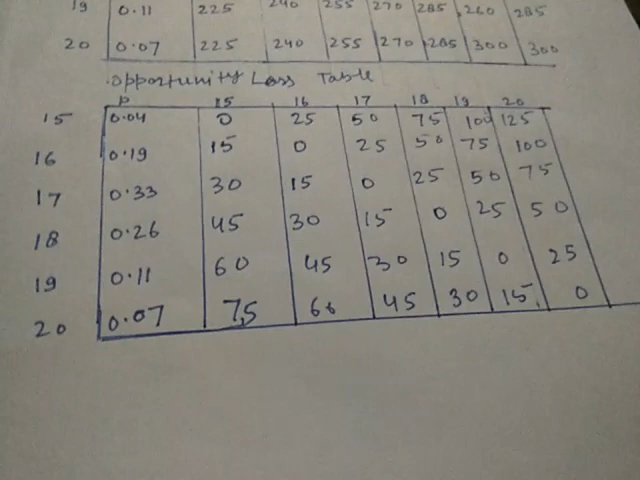 19 0.11 225 240 255 270 285 260 285
20 0.07 225 240 255 270 285 300 300
opportunity Loss Table
P 15 16 17 18 19 20
15 0.04 0 25 50 75 100 125
16 0.19 15 0 25 50 75 100
17 0.33 30 15 0 25 50 75
18 0.26 45 30 15 0 25 50
19 0.11 60 45 30 15 0 25
20 0.07 75 60 45 30 15 0